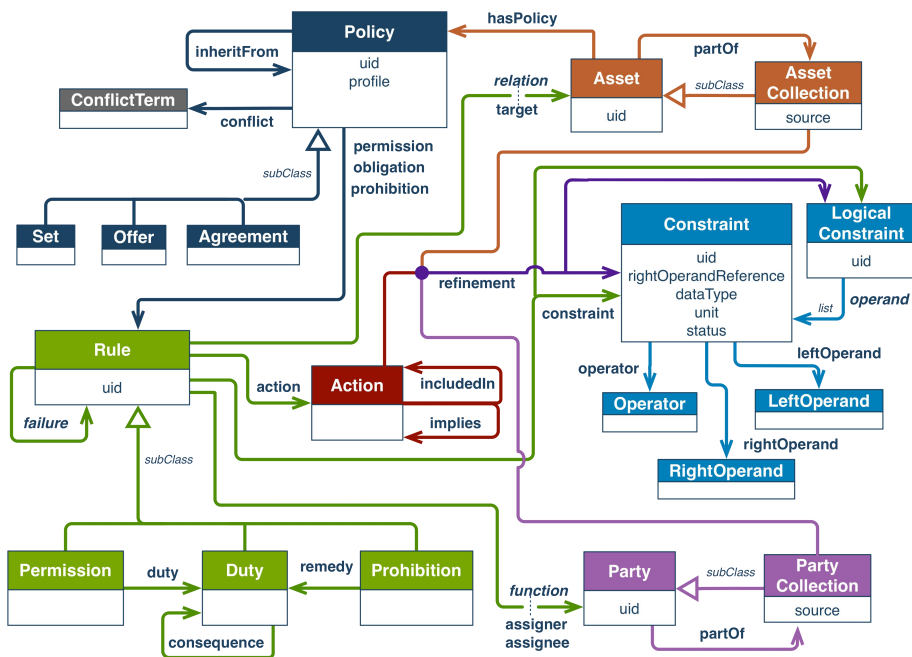 hasPolicy
Policy
inheritFrom
uid
profile
partOf
relation
target
Asset
uid
subClass
Asset
Collection
source
ConflictTerm
conflict
permission
obligation
prohibition
subClass
Set
Offer
Agreement
Constraint
uid
rightOperandReference
dataType
unit
status
Logical
Constraint
uid
refinement
constraint
list
operand
Rule
uid
failure
action
Action
includedIn
implies
operator
leftOperand
Operator
LeftOperand
rightOperand
RightOperand
subClass
Permission
duty
Duty
remedy
Prohibition
consequence
function
assigner
assignee
Party
uid
subClass
Party
Collection
source
partOf